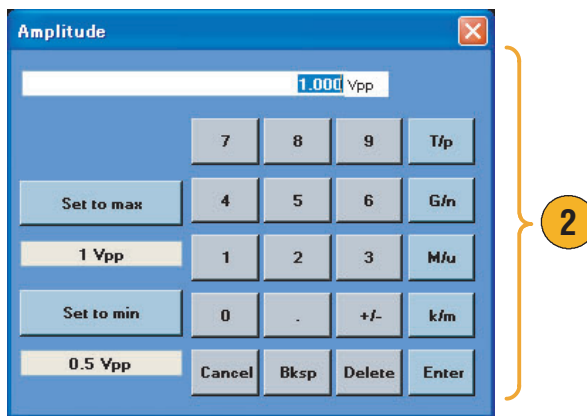 Amplitude
1.000 Vpp
7 8 9 T/p
Set to max 4 5 6 G/n
1 Vpp 1 2 3 M/u
Set to min 0 . +/- k/m
0.5 Vpp Cancel Bksp Delete Enter
2